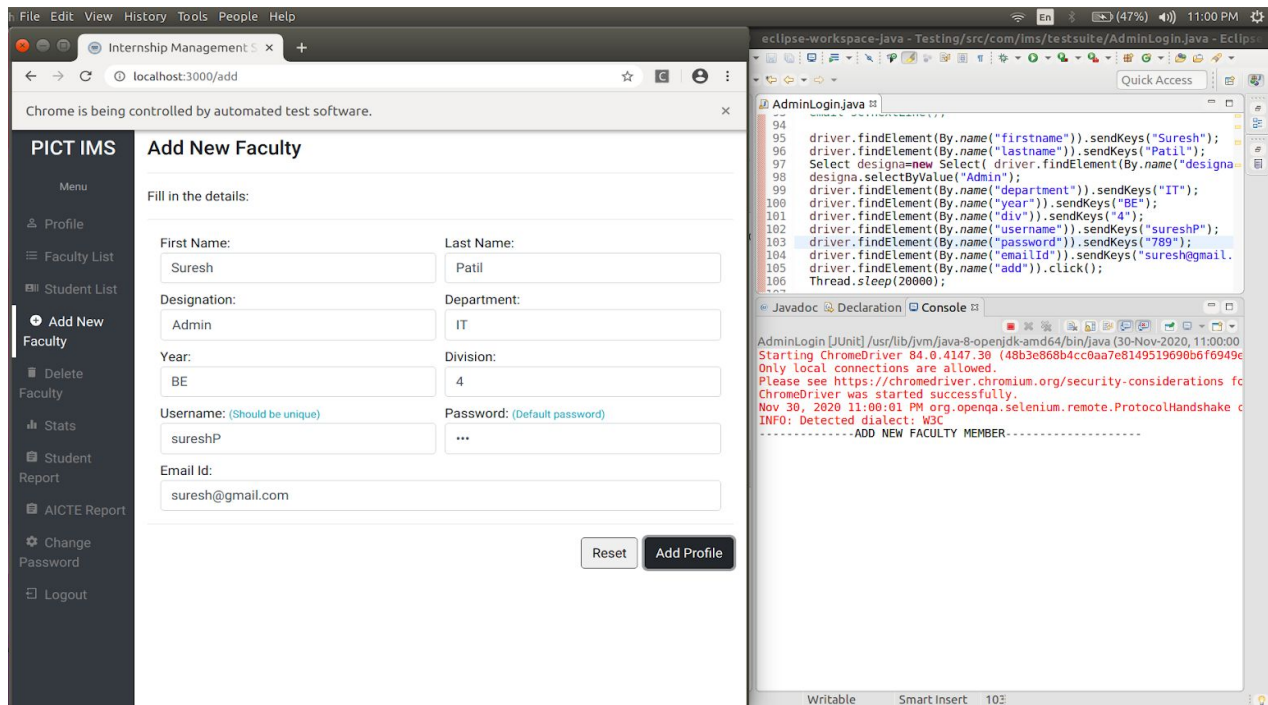 File Edit View History Tools People Help
En (47%) 11:00 PM
Internship Management S
localhost:3000/add
Chrome is being controlled by automated test software.
PICT IMS
Menu
Profile
Faculty List
Student List
Add New
Faculty
Delete
Faculty
Stats
Student
Report
AICTE Report
Change
Password
Logout
Add New Faculty
Fill in the details:
First Name: Last Name:
Suresh Patil
Designation: Department:
Admin IT
Year: Division:
BE 4
Username: (Should be unique) Password: (Default password)
sureshP •••
Email Id:
suresh@gmail.com
Reset Add Profile
eclipse-workspace-java - Testing/src/com/ims/testsuite/AdminLogin.java - Eclips
Quick Access
AdminLogin.java
94
95 driver.findElement(By.name("firstname")).sendKeys("Suresh");
96 driver.findElement(By.name("lastname")).sendKeys("Patil");
97 Select designa=new Select( driver.findElement(By.name("designa
98 designa.selectByValue("Admin");
99 driver.findElement(By.name("department")).sendKeys("IT");
100 driver.findElement(By.name("year")).sendKeys("BE");
101 driver.findElement(By.name("div")).sendKeys("4");
102 driver.findElement(By.name("username")).sendKeys("sureshP");
103 driver.findElement(By.name("password")).sendKeys("789");
104 driver.findElement(By.name("emailId")).sendKeys("suresh@gmail.
105 driver.findElement(By.name("add")).click();
106 Thread.sleep(20000);
Javadoc Declaration Console
AdminLogin [JUnit] /usr/lib/jvm/java-8-openjdk-amd64/bin/java (30-Nov-2020, 11:00:00
Starting ChromeDriver 84.0.4147.30 (48b3e868b4cc0aa7e8149519690b6f6949e
Only local connections are allowed.
Please see https://chromedriver.chromium.org/security-considerations fo
ChromeDriver was started successfully.
Nov 30, 2020 11:00:01 PM org.openqa.selenium.remote.ProtocolHandshake c
INFO: Detected dialect: W3C
--------------ADD NEW FACULTY MEMBER--------------------
Writable Smart Insert